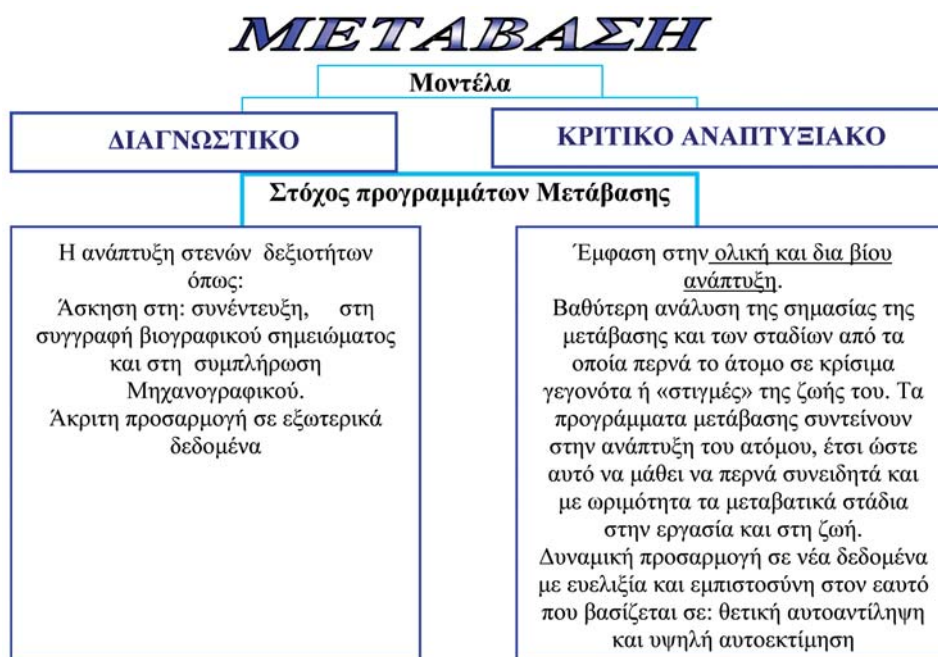 ΜΕΤΑΒΑΣΗ
Μοντέλα
ΔΙΑΓΝΩΣΤΙΚΟ
ΚΡΙΤΙΚΟ ΑΝΑΠΤΥΞΙΑΚΟ
Στόχος προγραμμάτων Μετάβασης
Η ανάπτυξη στενών δεξιοτήτων
όπως:
Άσκηση στη: συνέντευξη, στη
συγγραφή βιογραφικού σημειώματος
και στη συμπλήρωση
Μηχανογραφικού.
Άκριτη προσαρμογή σε εξωτερικά
δεδομένα
Έμφαση στην ολική και δια βίου
ανάπτυξη.
Βαθύτερη ανάλυση της σημασίας της
μετάβασης και των σταδίων από τα
οποία περνά το άτομο σε κρίσιμα
γεγονότα ή «στιγμές» της ζωής του. Τα
προγράμματα μετάβασης συντείνουν
στην ανάπτυξη του ατόμου, έτσι ώστε
αυτό να μάθει να περνά συνειδητά και
με ωριμότητα τα μεταβατικά στάδια
στην εργασία και στη ζωή.
Δυναμική προσαρμογή σε νέα δεδομένα
με ευελιξία και εμπιστοσύνη στον εαυτό
που βασίζεται σε: θετική αυτοαντίληψη
και υψηλή αυτοεκτίμηση